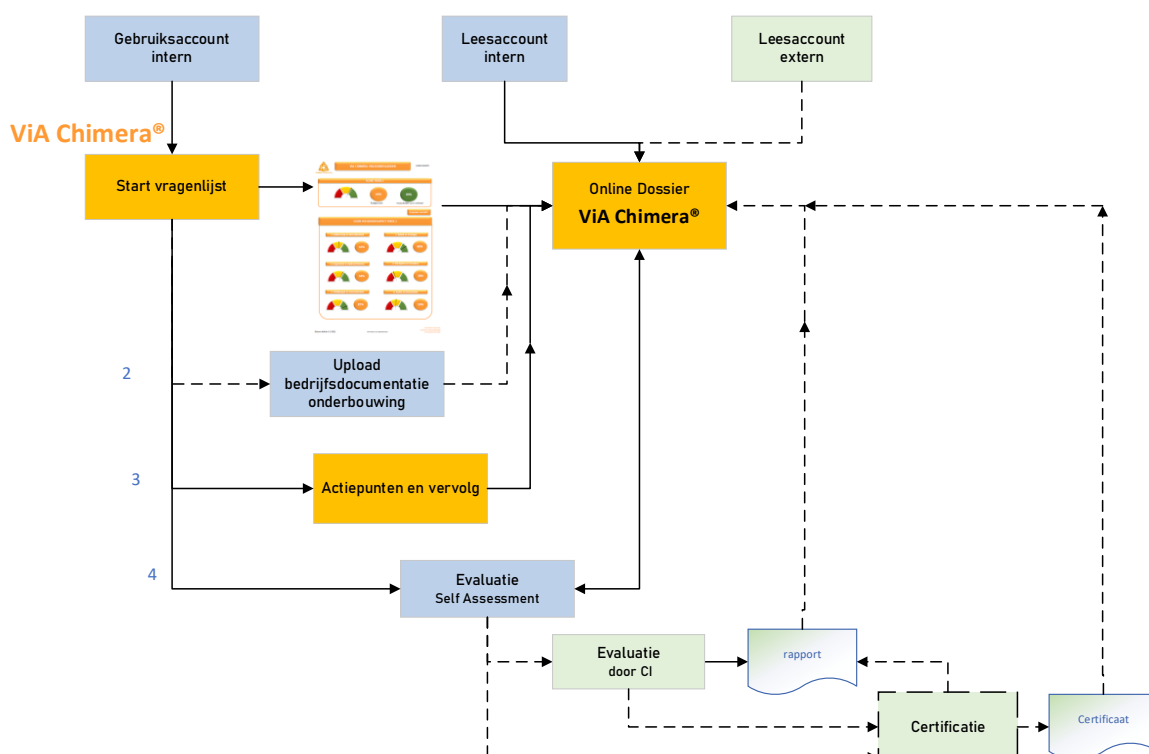 Gebruiksaccount
intern
Leesaccount
intern
Leesaccount
extern
ViA Chimera®
Start vragenlijst
Online Dossier
ViA Chimera®
2
Upload
bedrijfsdocumentatie
onderbouwing
3
Actiepunten en vervolg
4
Evaluatie
Self Assessment
Evaluatie
door CI
rapport
Certificatie
Certificaat